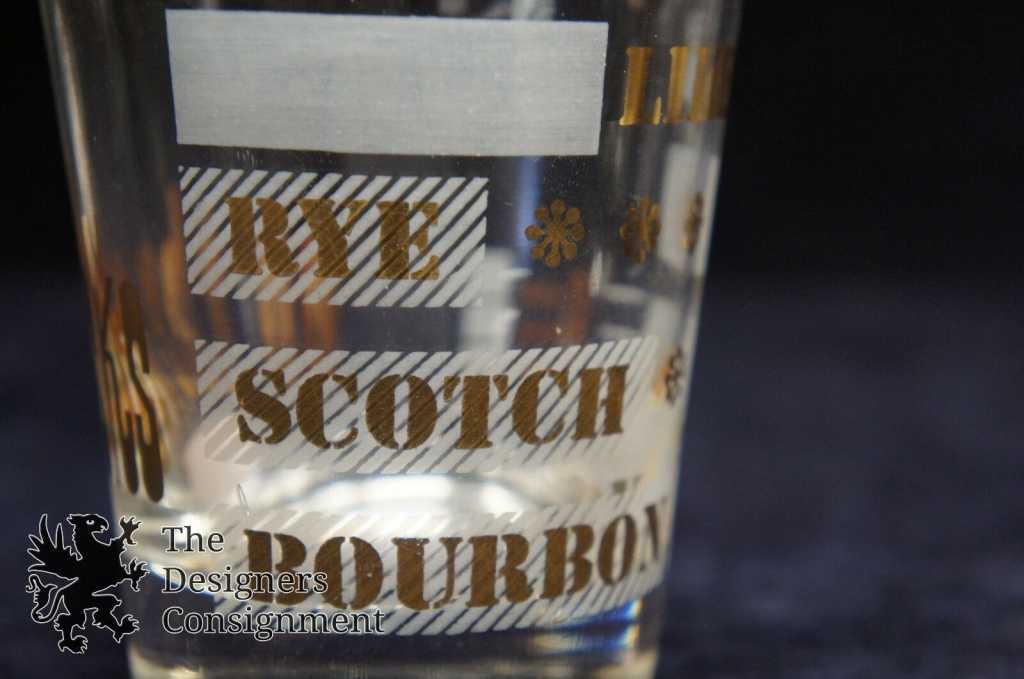 RYE
SCOTCH
BOURBON
The
Designers
Consignment